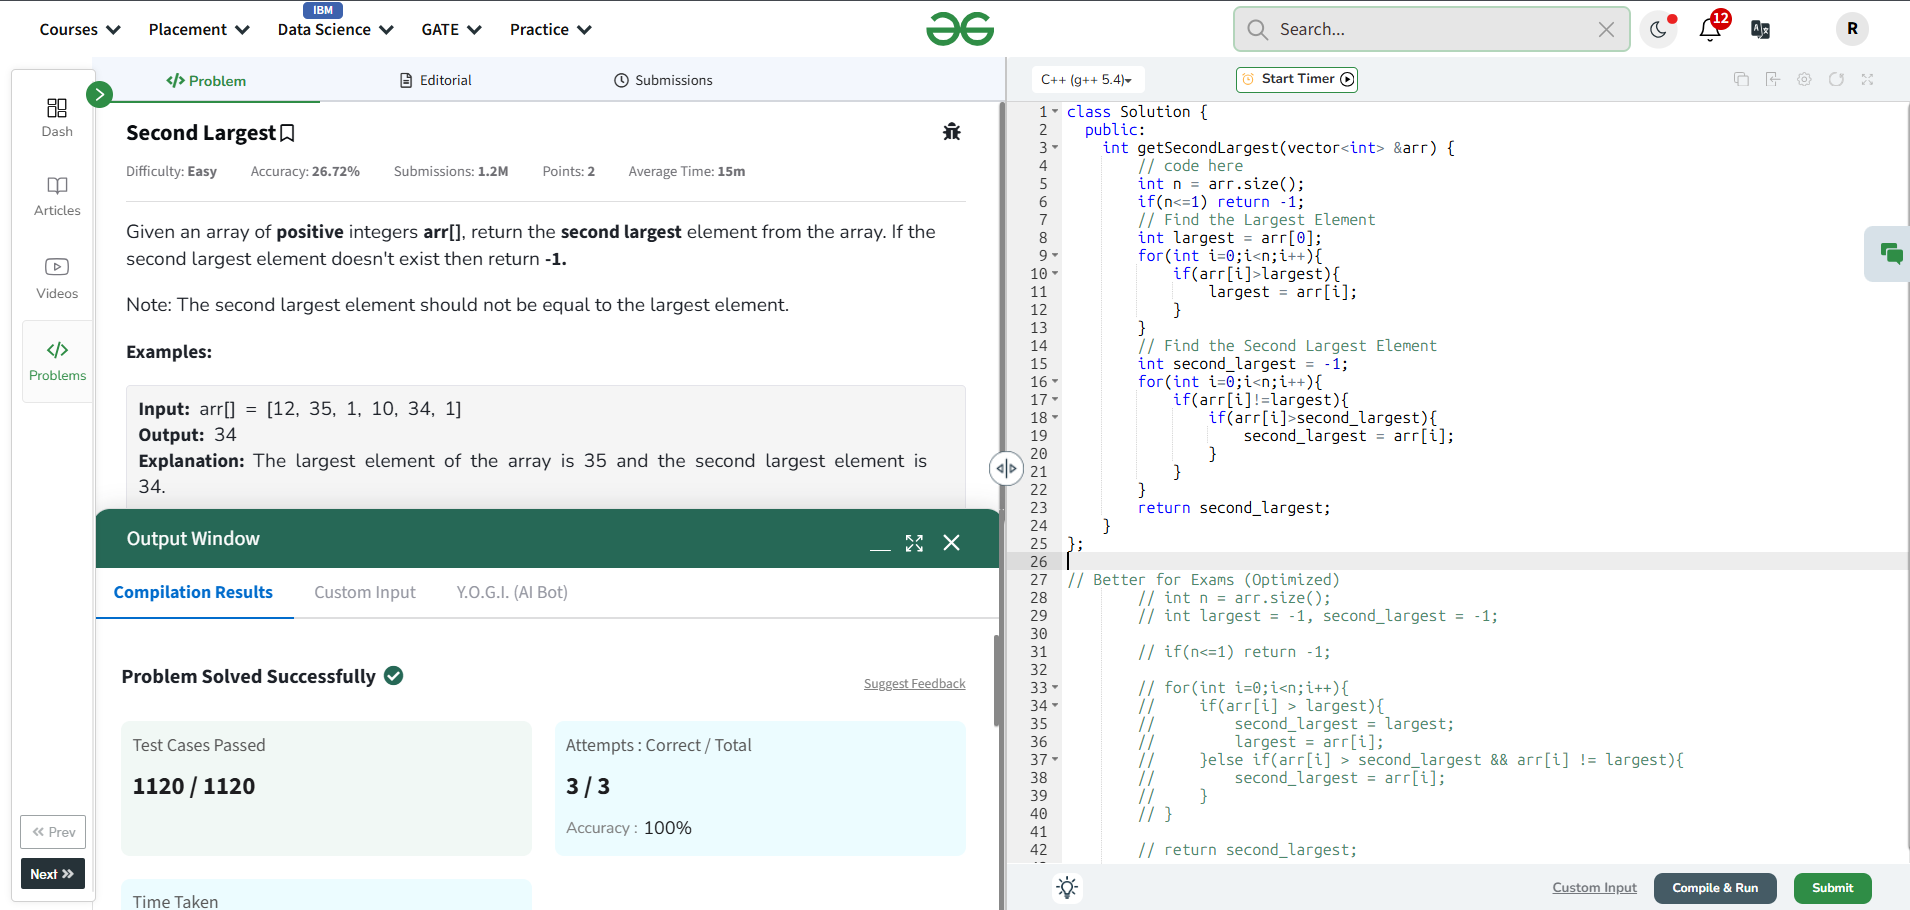 IBM
Courses Placement Data Science GATE Practice
Search...
12
R
Dash
Articles
Videos
Problems
Prev
Next
Problem Editorial Submissions
Second Largest
Difficulty: Easy Accuracy: 26.72% Submissions: 1.2M Points: 2 Average Time: 15m
Given an array of positive integers arr[], return the second largest element from the array. If the
second largest element doesn't exist then return -1.
Note: The second largest element should not be equal to the largest element.
Examples:
Input: arr[] = [12, 35, 1, 10, 34, 1]
Output: 34
Explanation: The largest element of the array is 35 and the second largest element is
34.
Output Window
Compilation Results Custom Input Y.O.G.I. (AI Bot)
Problem Solved Successfully
Suggest Feedback
Test Cases Passed
1120 / 1120
Attempts : Correct / Total
3 / 3
Accuracy : 100%
Time Taken
C++ (g++ 5.4) Start Timer
1 class Solution {
2 public:
3 int getSecondLargest(vector<int> &arr) {
4 // code here
5 int n = arr.size();
6 if(n<=1) return -1;
7 // Find the Largest Element
8 int largest = arr[0];
9 for(int i=0;i<n;i++){
10 if(arr[i]>largest){
11 largest = arr[i];
12 }
13 }
14 // Find the Second Largest Element
15 int second_largest = -1;
16 for(int i=0;i<n;i++){
17 if(arr[i]!=largest){
18 if(arr[i]>second_largest){
19 second_largest = arr[i];
20 }
21 }
22 }
23 return second_largest;
24 }
25 };
26
27 // Better for Exams (Optimized)
28 // int n = arr.size();
29 // int largest = -1, second_largest = -1;
30
31 // if(n<=1) return -1;
32
33 // for(int i=0;i<n;i++){
34 // if(arr[i] > largest){
35 // second_largest = largest;
36 // largest = arr[i];
37 // }else if(arr[i] > second_largest && arr[i] != largest){
38 // second_largest = arr[i];
39 // }
40 // }
41
42 // return second_largest;
Custom Input Compile & Run Submit